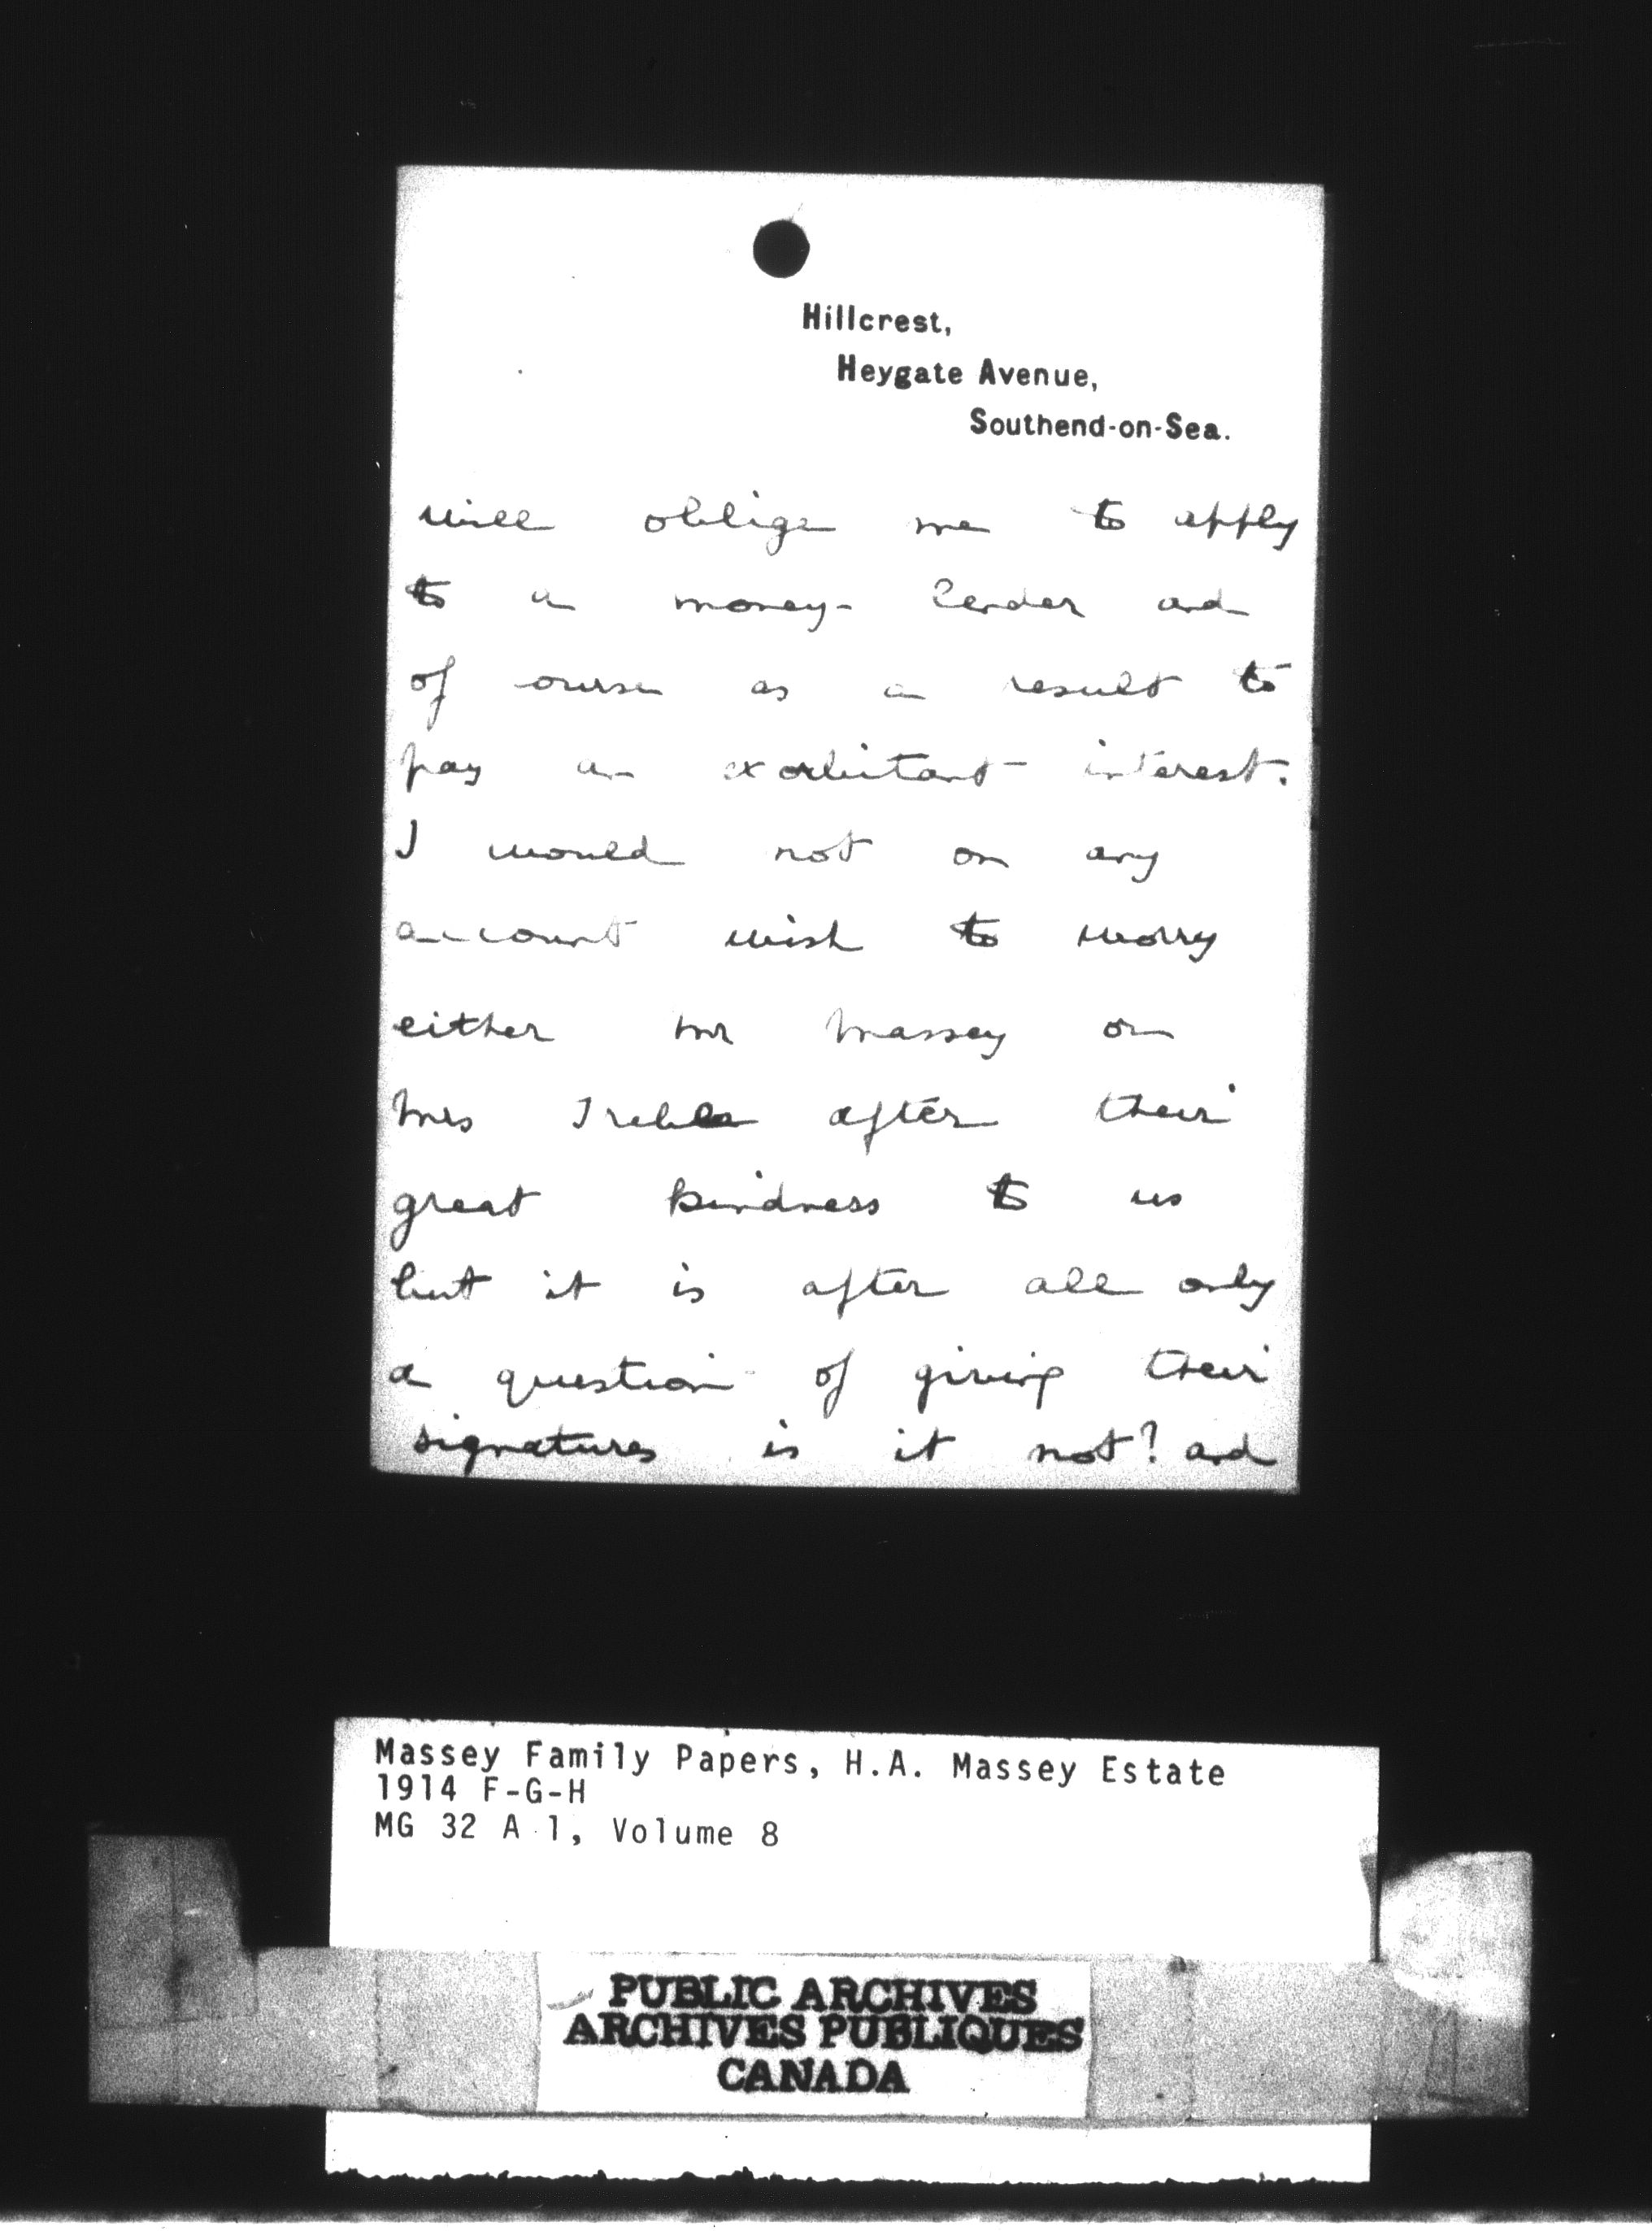 Hillcrest,
Heygate Avenue,
Southend-on-Sea.
will oblige me to apply
to a money-lender and
of course as a result to
pay an exorbitant interest.
I would not on any
account wish to worry
either Mr Massey or
Mrs Treble after their
great kindness to us
but it is after all only
a question of giving their
signatures is it not? and
Massey Family Papers, H.A. Massey Estate
1914 F-G-H
MG 32 A 1, Volume 8
PUBLIC ARCHIVES
ARCHIVES PUBLIQUES
CANADA